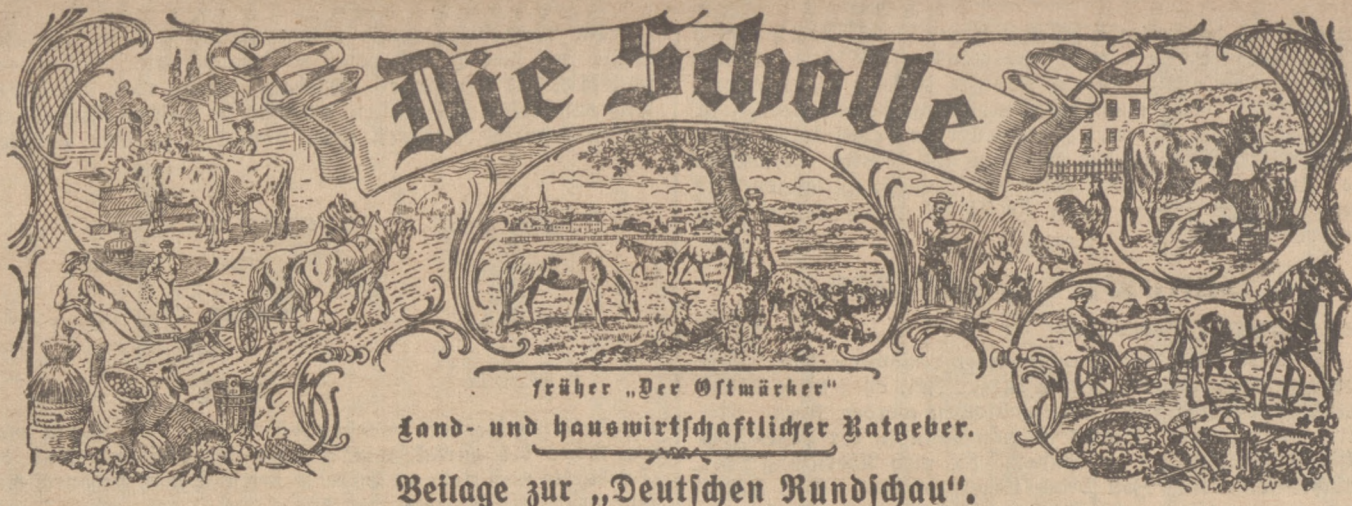 Die Scholle
früher „Der Ostmärker“
Land- und hauswirtschaftlicher Ratgeber.
Beilage zur „Deutschen Rundschau“.